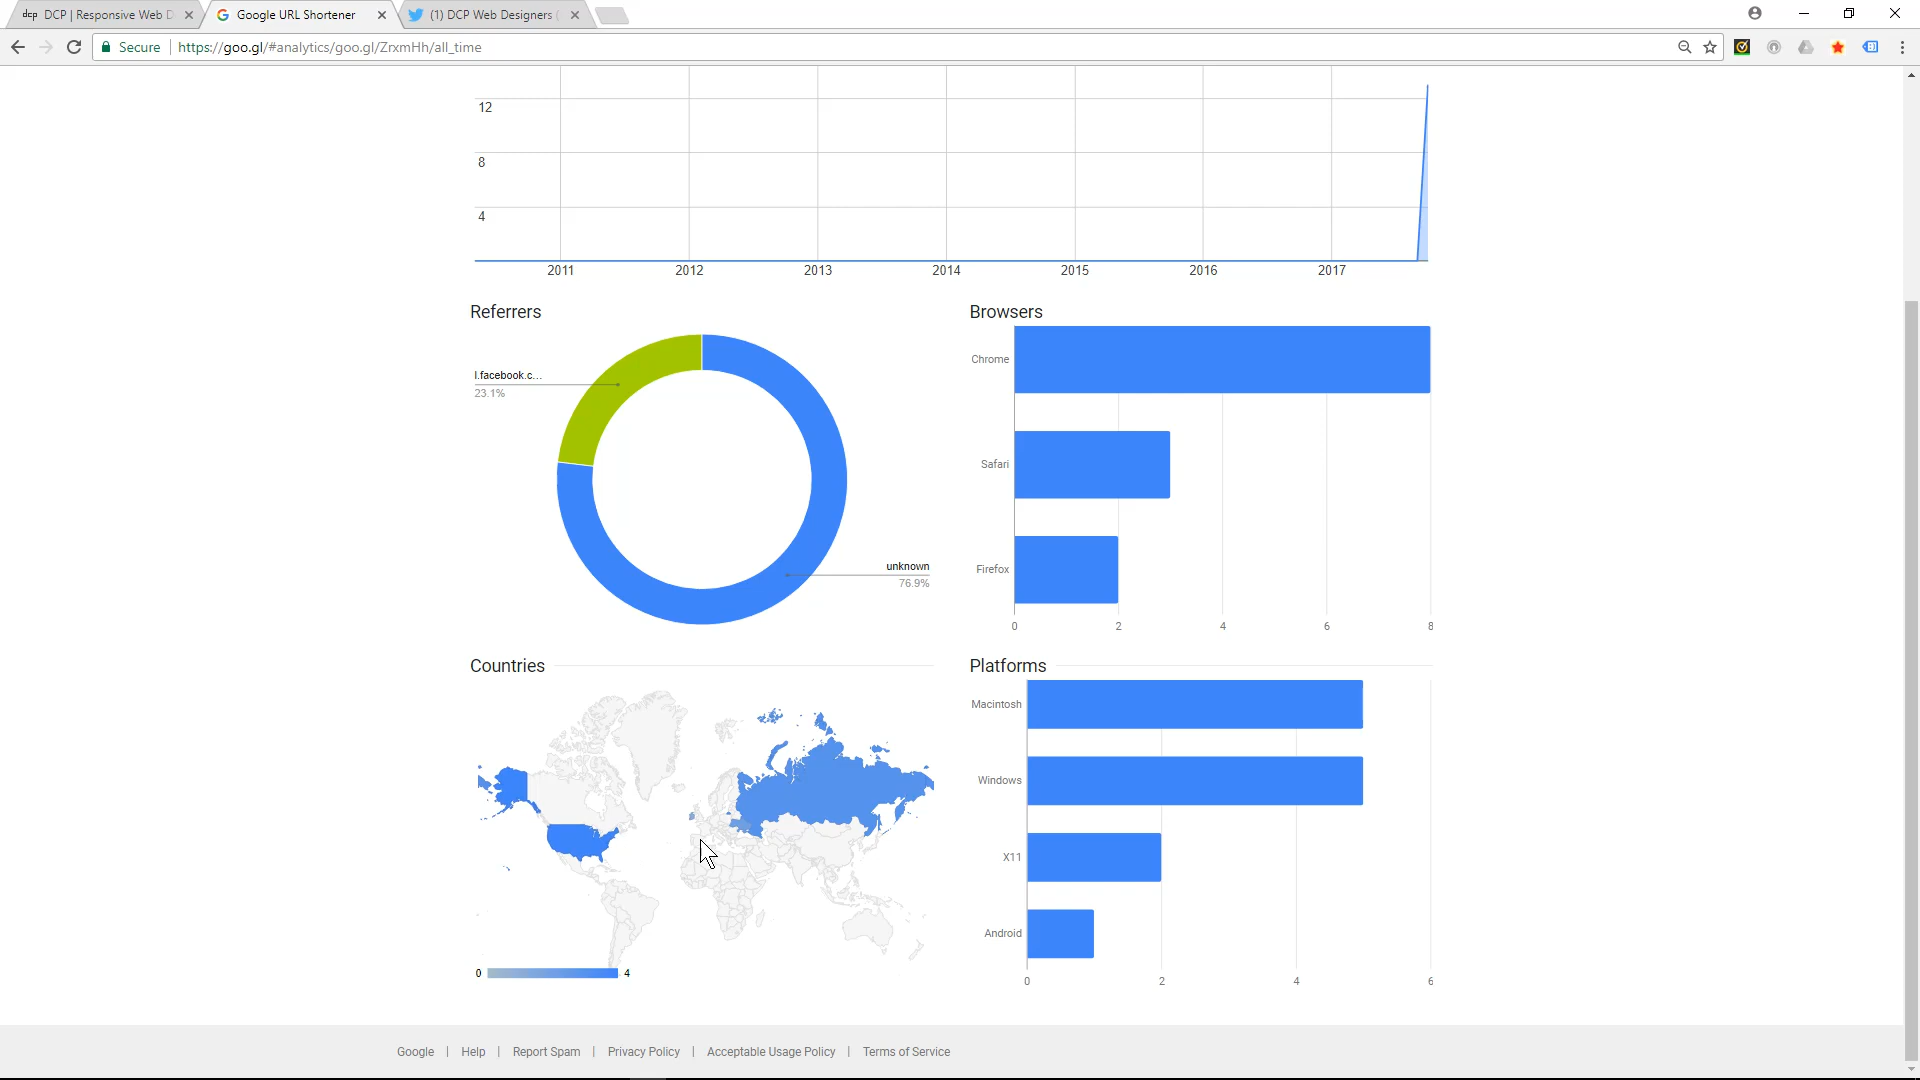 dcp DCP | Responsive Web D
Google URL Shortener
(1) DCP Web Designers (
Secure https://goo.gl/#analytics/goo.gl/ZrxmHh/all_time
12
8
4
2011 2012 2013 2014 2015 2016 2017
Referrers
l.facebook.c...
23.1%
unknown
76.9%
Browsers
Chrome
Safari
Firefox
0 2 4 6 8
Countries
0 4
Platforms
Macintosh
Windows
X11
Android
0 2 4 6
Google | Help | Report Spam | Privacy Policy | Acceptable Usage Policy | Terms of Service